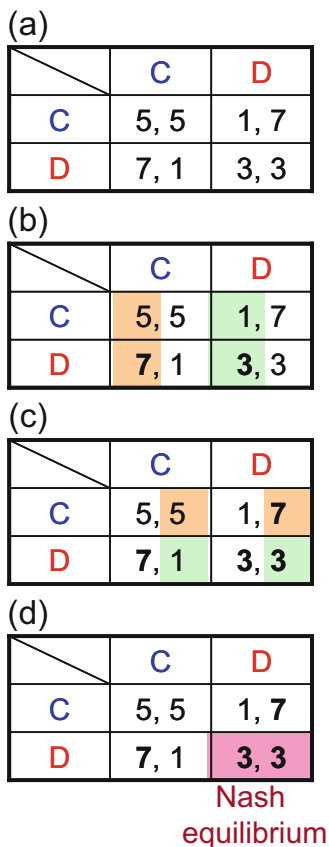 (a)
C D
C 5, 5 1, 7
D 7, 1 3, 3
(b)
C D
C 5, 5 1, 7
D 7, 1 3, 3
(c)
C D
C 5, 5 1, 7
D 7, 1 3, 3
(d)
C D
C 5, 5 1, 7
D 7, 1 3, 3
Nash
equilibrium